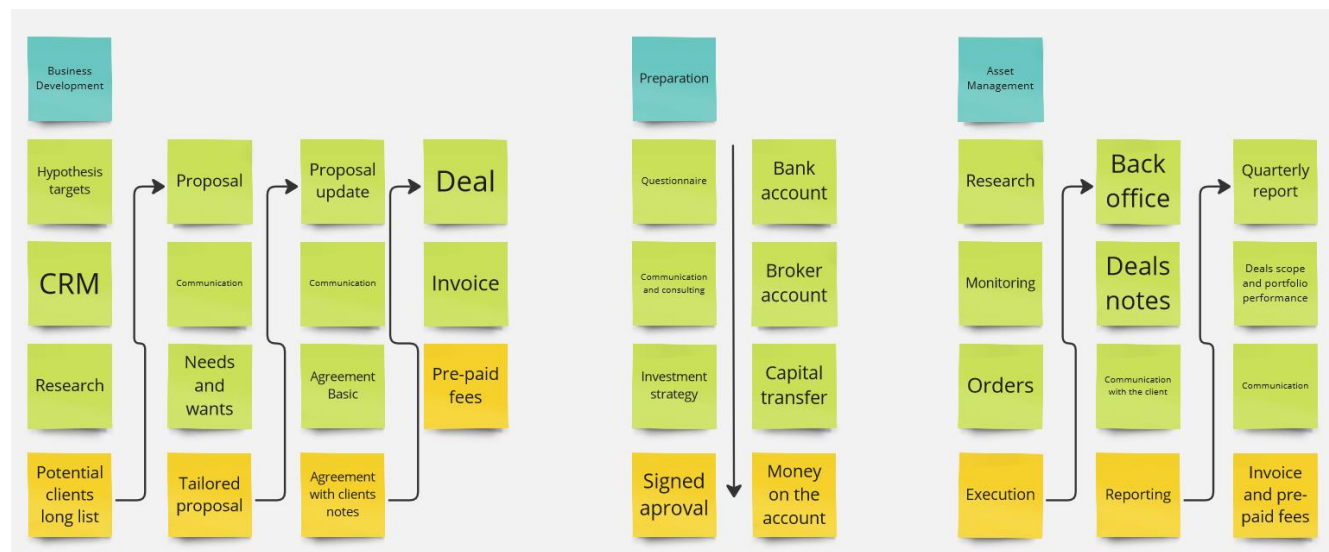 Business
Development
Hypothesis
targets
CRM
Research
Potential
clients
long list
Proposal
Communication
Needs
and
wants
Tailored
proposal
Proposal
update
Communication
Agreement
Basic
Agreement
with clients
notes
Deal
Invoice
Pre-paid
fees
Preparation
Questionnaire
Communication
and consulting
Investment
strategy
Signed
aproval
Bank
account
Broker
account
Capital
transfer
Money
on the
account
Asset
Management
Research
Monitoring
Orders
Execution
Back
office
Deals
notes
Communication
with the client
Reporting
Quarterly
report
Deals scope
and portfolio
performance
Communication
Invoice
and pre-
paid fees